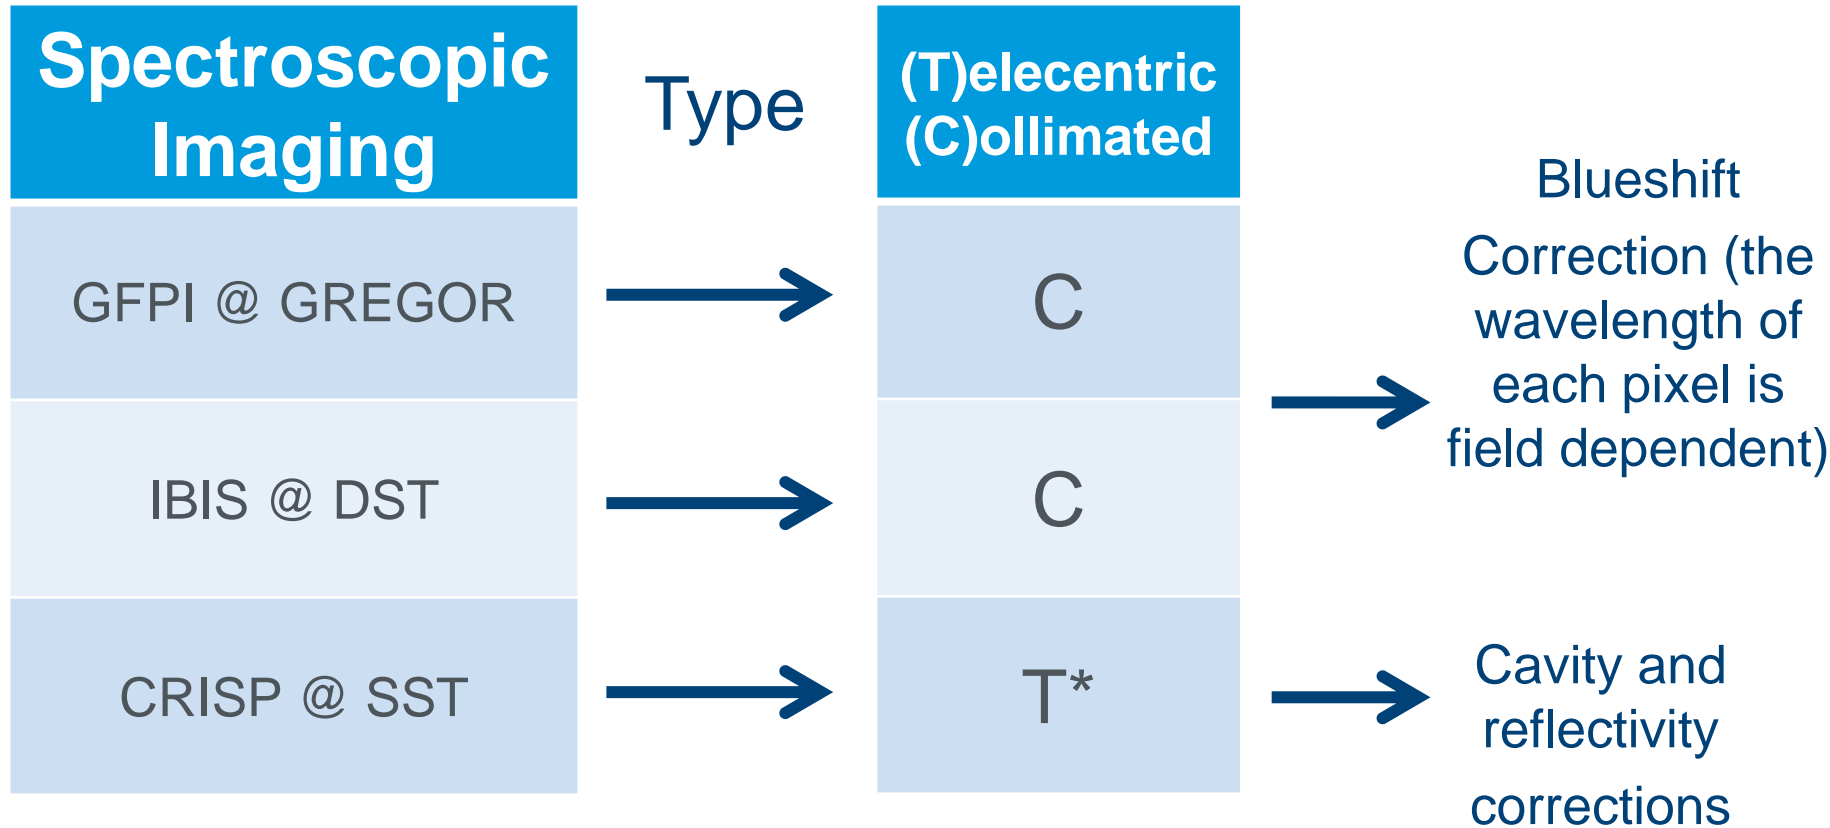 Spectroscopic
Imaging
Type
(T)elecentric
(C)ollimated
GFPI @ GREGOR
C
IBIS @ DST
C
CRISP @ SST
T*
Blueshift
Correction (the
wavelength of
each pixel is
field dependent)
Cavity and
reflectivity
corrections